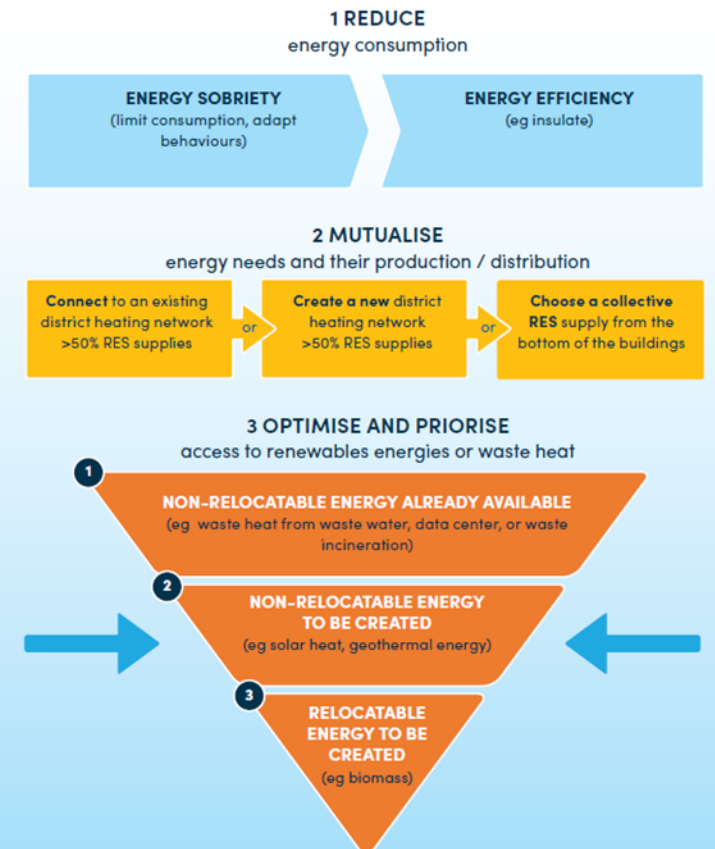 1 REDUCE
energy consumption
ENERGY SOBRIETY
(limit consumption, adapt
behaviours)
ENERGY EFFICIENCY
(eg insulate)
2 MUTUALISE
energy needs and their production / distribution
Connect to an existing
district heating network
>50% RES supplies
or
Create a new district
heating network
>50% RES supplies
or
Choose a collective
RES supply from the
bottom of the buildings
3 OPTIMISE AND PRIORISE
access to renewables energies or waste heat
1
NON-RELOCATABLE ENERGY ALREADY AVAILABLE
(eg waste heat from waste water, data center, or waste
incineration)
2
NON-RELOCATABLE ENERGY
TO BE CREATED
(eg solar heat, geothermal energy)
3
RELOCATABLE
ENERGY TO BE
CREATED
(eg biomass)